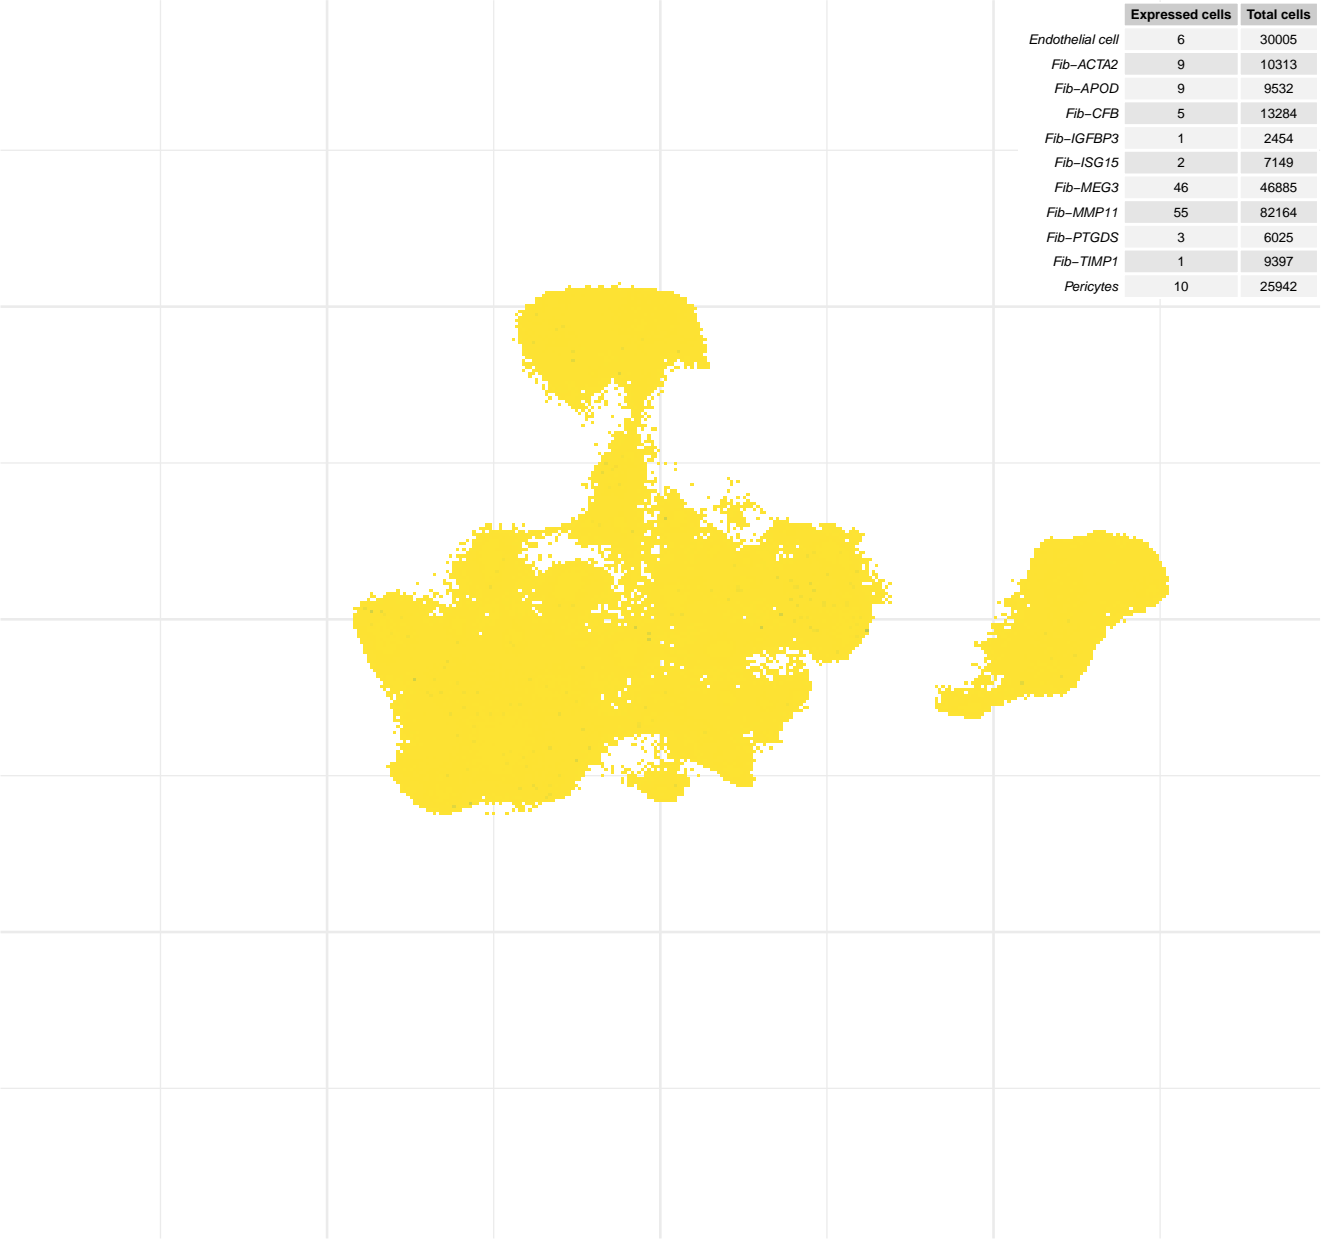 Expressed cells Total cells
Endothelial cell 6 30005
Fib−ACTA2 9 10313
Fib−APOD 9 9532
Fib−CFB 5 13284
Fib−IGFBP3 1 2454
Fib−ISG15 2 7149
Fib−MEG3 46 46885
Fib−MMP11 55 82164
Fib−PTGDS 3 6025
Fib−TIMP1 1 9397
Pericytes 10 25942